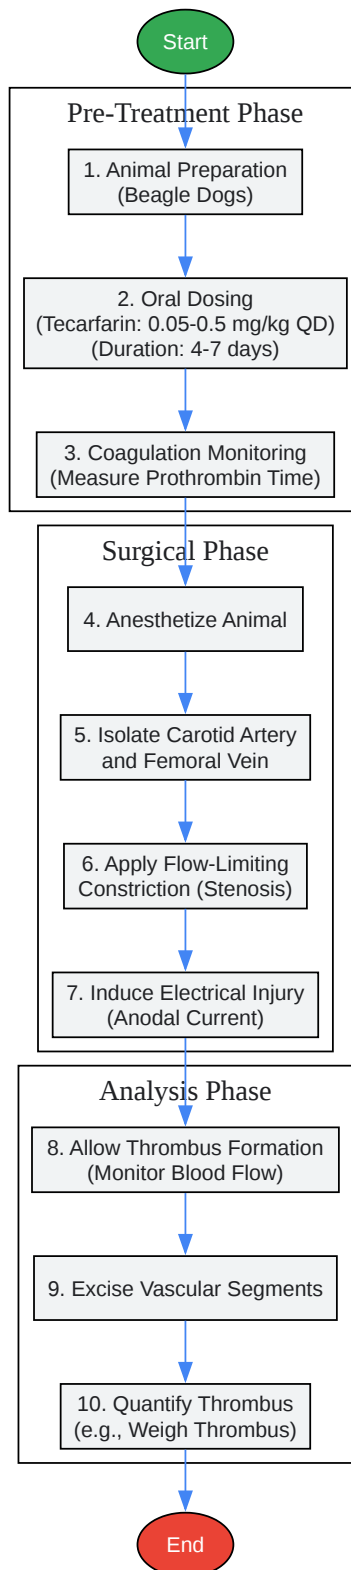 Start
Pre-Treatment Phase
1. Animal Preparation
(Beagle Dogs)
2. Oral Dosing
(Tecarfarin: 0.05-0.5 mg/kg QD)
(Duration: 4-7 days)
3. Coagulation Monitoring
(Measure Prothrombin Time)
Surgical Phase
4. Anesthetize Animal
5. Isolate Carotid Artery
and Femoral Vein
6. Apply Flow-Limiting
Constriction (Stenosis)
7. Induce Electrical Injury
(Anodal Current)
Analysis Phase
8. Allow Thrombus Formation
(Monitor Blood Flow)
9. Excise Vascular Segments
10. Quantify Thrombus
(e.g., Weigh Thrombus)
End